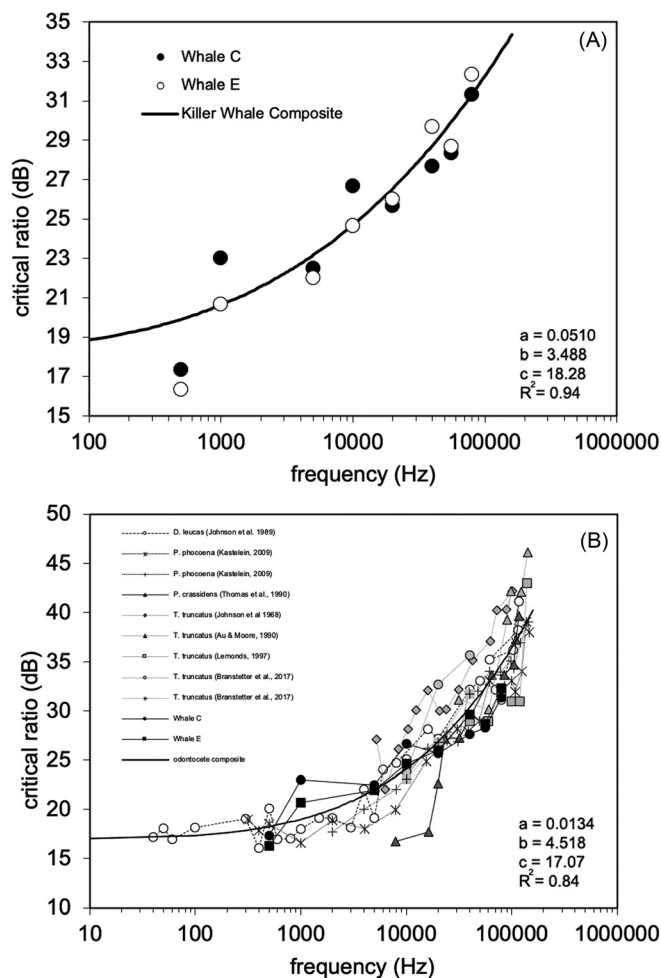 35
33
31
29
27
25
23
21
19
17
15
critical ratio (dB)
(A)
Whale C
Whale E
Killer Whale Composite
a = 0.0510
b = 3.488
c = 18.28
R2= 0.94
100 1000 10000 100000 1000000
frequency (Hz)
50
45
40
35
30
25
20
15
10
critical ratio (dB)
(B)
D. leucas (Johnson et al. 1989)
P. phocoena (Kastelein, 2009)
P. phocoena (Kastelein, 2009)
P. crassidens (Thomas et al., 1990)
T. truncatus (Johnson et al 1968)
T. truncatus (Au & Moore, 1990)
T. truncatus (Lemonds, 1997)
T. truncatus (Branstetter et al., 2017)
T. truncatus (Branstetter et al., 2017)
Whale C
Whale E
odontocete composite
a = 0.0134
b = 4.518
c = 17.07
R2 = 0.84
10 100 1000 10000 100000 1000000
frequency (Hz)